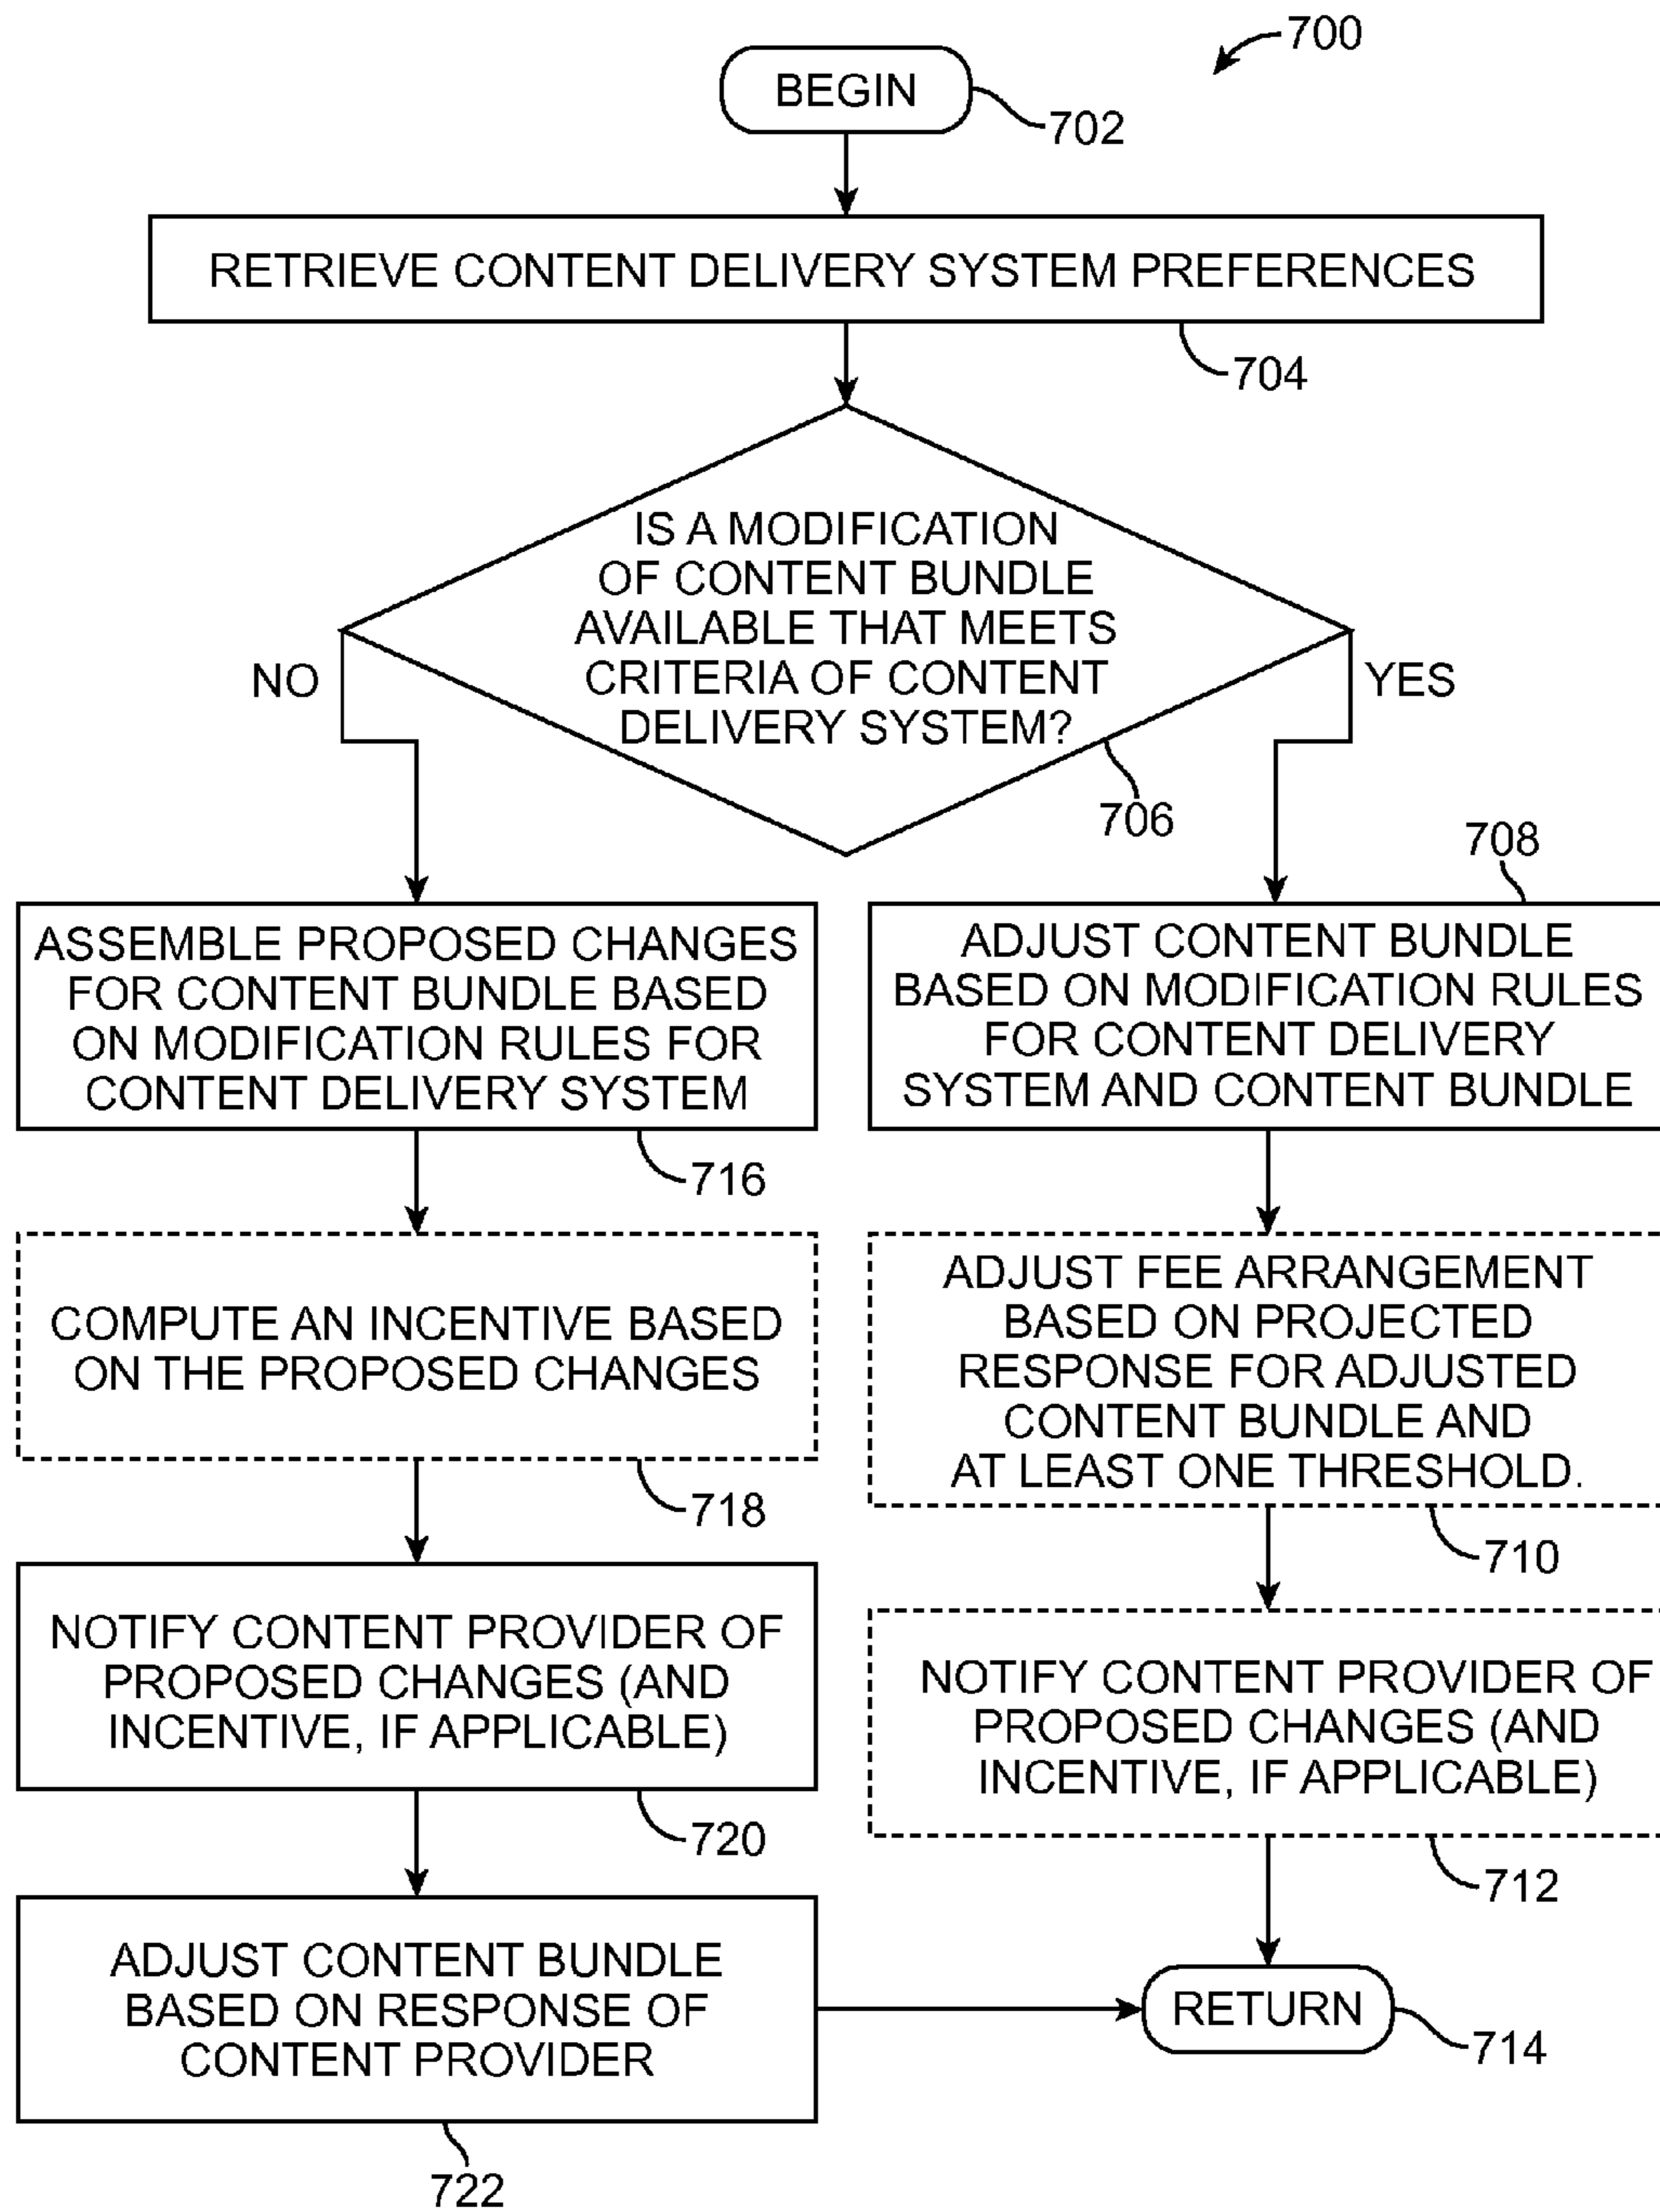 700
BEGIN
702
RETRIEVE CONTENT DELIVERY SYSTEM PREFERENCES
704
IS A MODIFICATION
OF CONTENT BUNDLE
AVAILABLE THAT MEETS
CRITERIA OF CONTENT
DELIVERY SYSTEM?
NO
YES
706
708
ASSEMBLE PROPOSED CHANGES
FOR CONTENT BUNDLE BASED
ON MODIFICATION RULES FOR
CONTENT DELIVERY SYSTEM
716
ADJUST CONTENT BUNDLE
BASED ON MODIFICATION RULES
FOR CONTENT DELIVERY
SYSTEM AND CONTENT BUNDLE
COMPUTE AN INCENTIVE BASED
ON THE PROPOSED CHANGES
718
ADJUST FEE ARRANGEMENT
BASED ON PROJECTED
RESPONSE FOR ADJUSTED
CONTENT BUNDLE AND
AT LEAST ONE THRESHOLD.
710
NOTIFY CONTENT PROVIDER OF
PROPOSED CHANGES (AND
INCENTIVE, IF APPLICABLE)
720
NOTIFY CONTENT PROVIDER OF
PROPOSED CHANGES (AND
INCENTIVE, IF APPLICABLE)
712
ADJUST CONTENT BUNDLE
BASED ON RESPONSE OF
CONTENT PROVIDER
722
RETURN
714